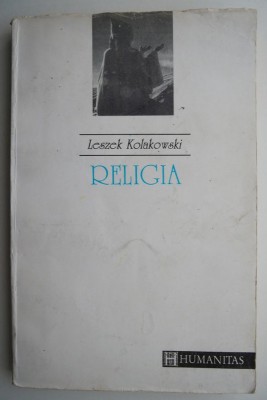 Leszek Kolakowski
RELIGIA
H HUMANITAS